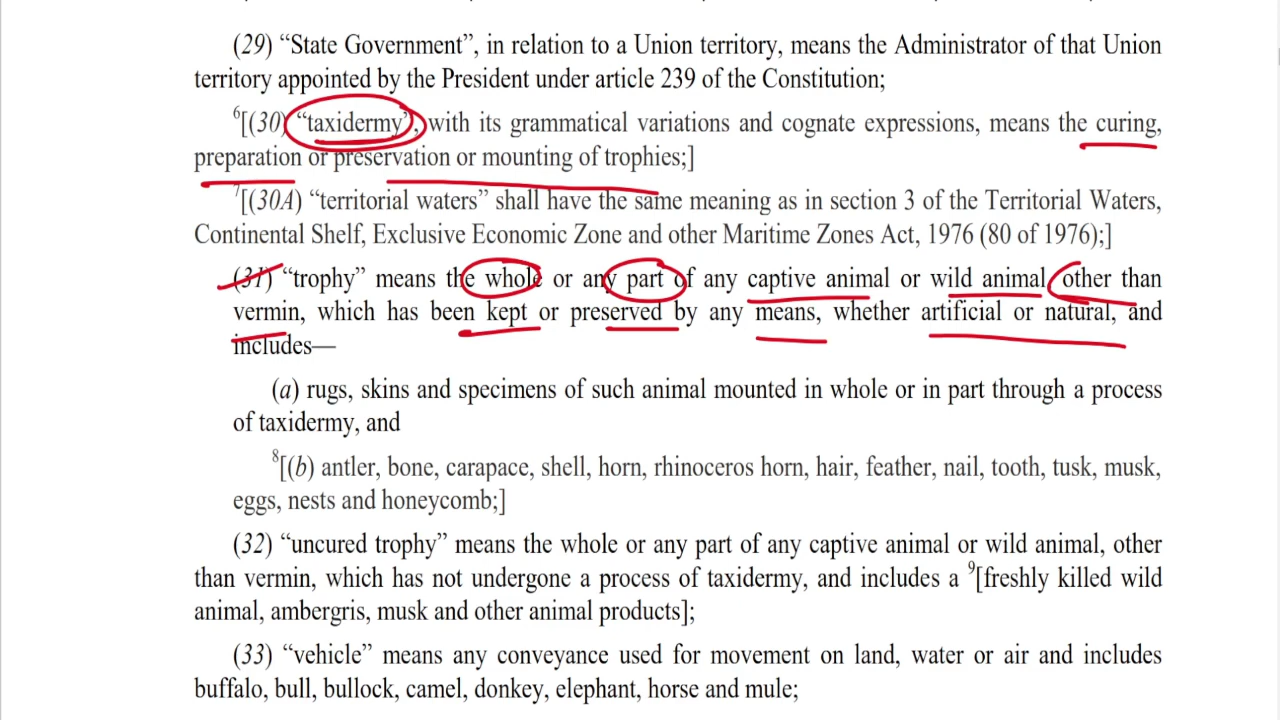 (29) “State Government”, in relation to a Union territory, means the Administrator of that Union
territory appointed by the President under article 239 of the Constitution;
6[(30) “taxidermy”, with its grammatical variations and cognate expressions, means the curing,
preparation or preservation or mounting of trophies;]
7[(30A) “territorial waters” shall have the same meaning as in section 3 of the Territorial Waters,
Continental Shelf, Exclusive Economic Zone and other Maritime Zones Act, 1976 (80 of 1976);]
(31) “trophy” means the whole or any part of any captive animal or wild animal other than
vermin, which has been kept or preserved by any means, whether artificial or natural, and
includes—
(a) rugs, skins and specimens of such animal mounted in whole or in part through a process
of taxidermy, and
8[(b) antler, bone, carapace, shell, horn, rhinoceros horn, hair, feather, nail, tooth, tusk, musk,
eggs, nests and honeycomb;]
(32) “uncured trophy” means the whole or any part of any captive animal or wild animal, other
than vermin, which has not undergone a process of taxidermy, and includes a 9[freshly killed wild
animal, ambergris, musk and other animal products];
(33) “vehicle” means any conveyance used for movement on land, water or air and includes
buffalo, bull, bullock, camel, donkey, elephant, horse and mule;